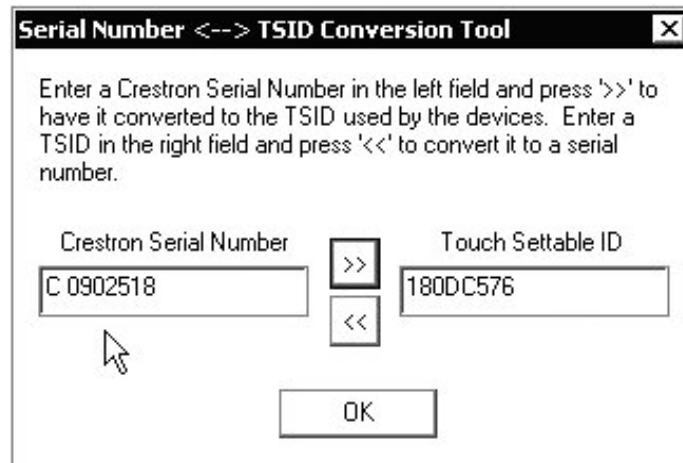 Serial Number <--> TSID Conversion Tool
Enter a Crestron Serial Number in the left field and press '>>' to
have it converted to the TSID used by the devices.  Enter a
TSID in the right field and press '<<' to convert it to a serial
number.
Crestron Serial Number
>>
Touch Settable ID
C 0902518
180DC576
<<
OK